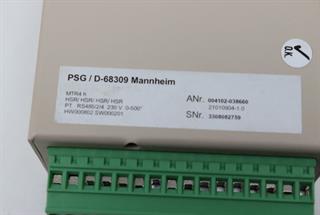 PSG / D-68309 Mannheim
MTR4 h
HSR/ HSR/ HSR/ HSR
PT RS485/2/4 230 V 0-500°
HW000802 SW000201
ANr. 004102-038660
21010904-1.0
SNr. 3308082759
O.K.